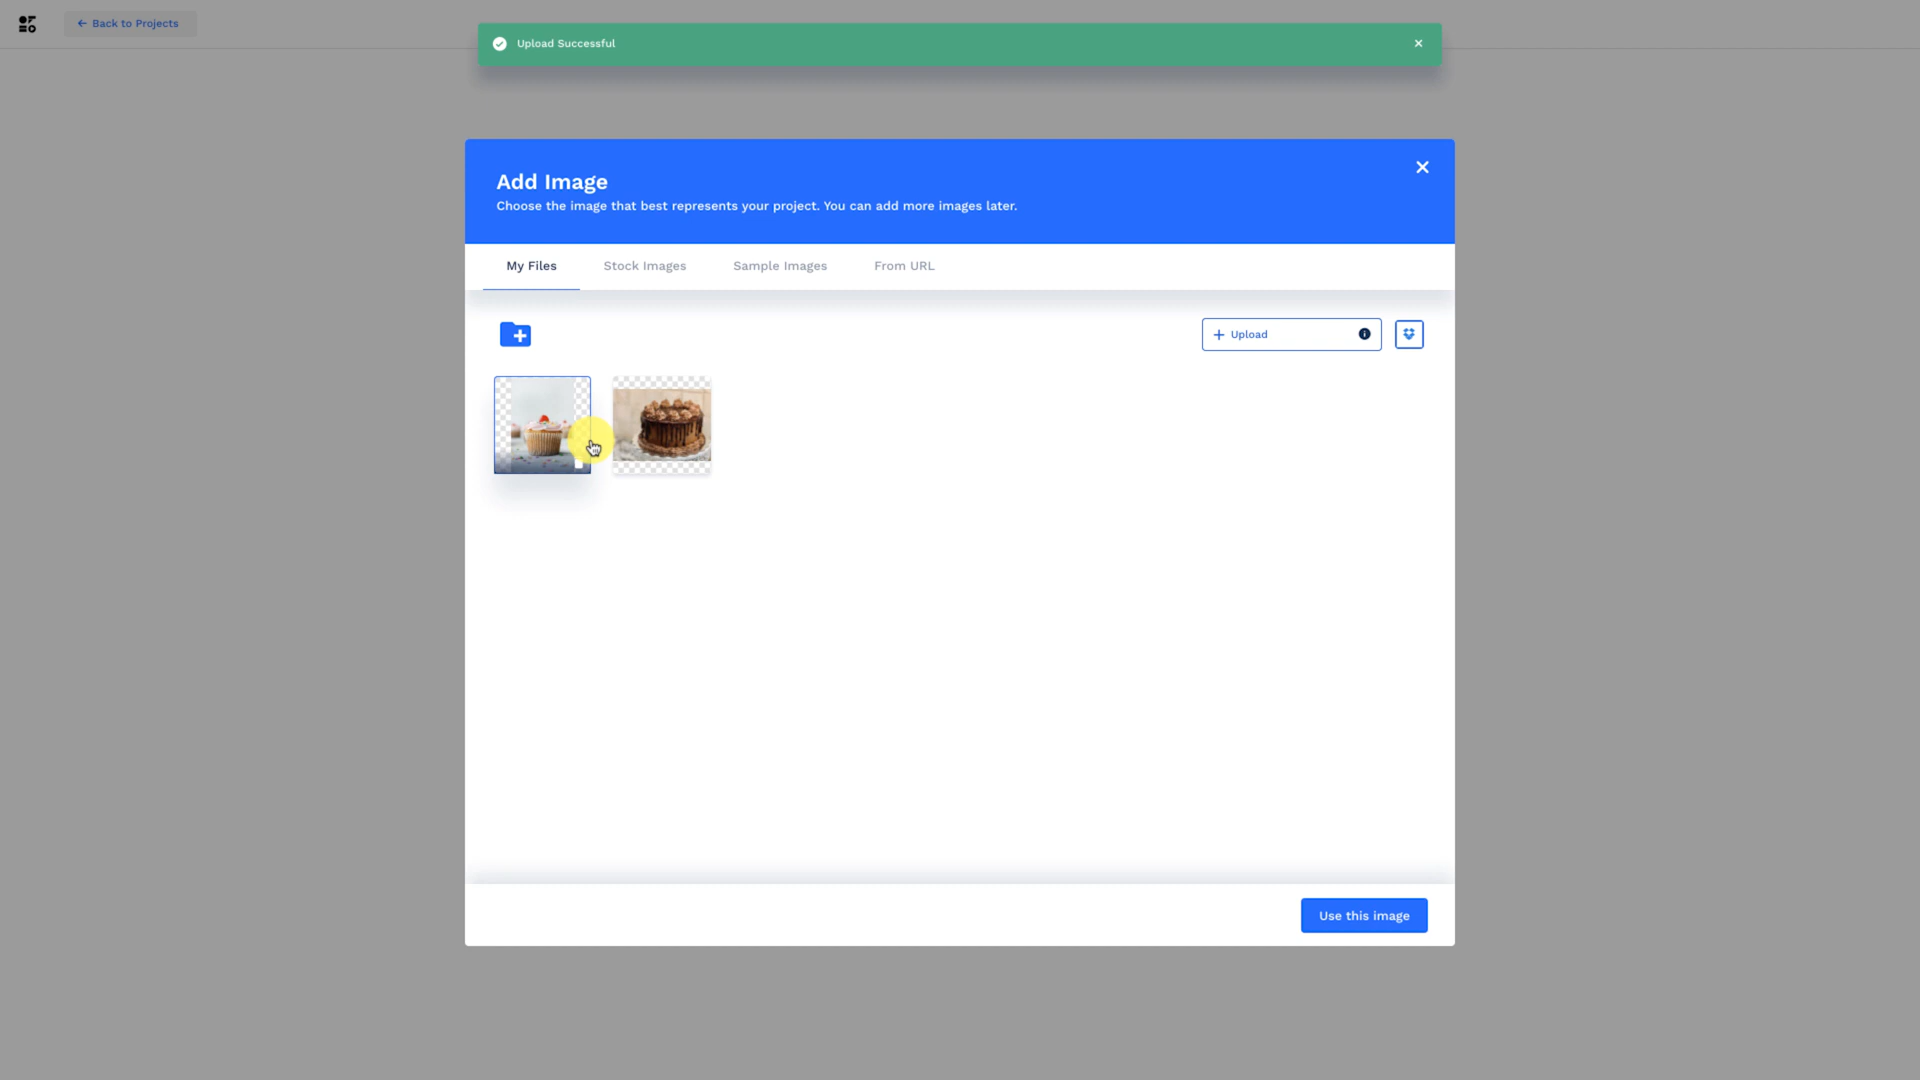 ← Back to Projects
Upload Successful
Add Image
Choose the image that best represents your project. You can add more images later.
My Files
Stock Images
Sample Images
From URL
+ Upload
Use this image